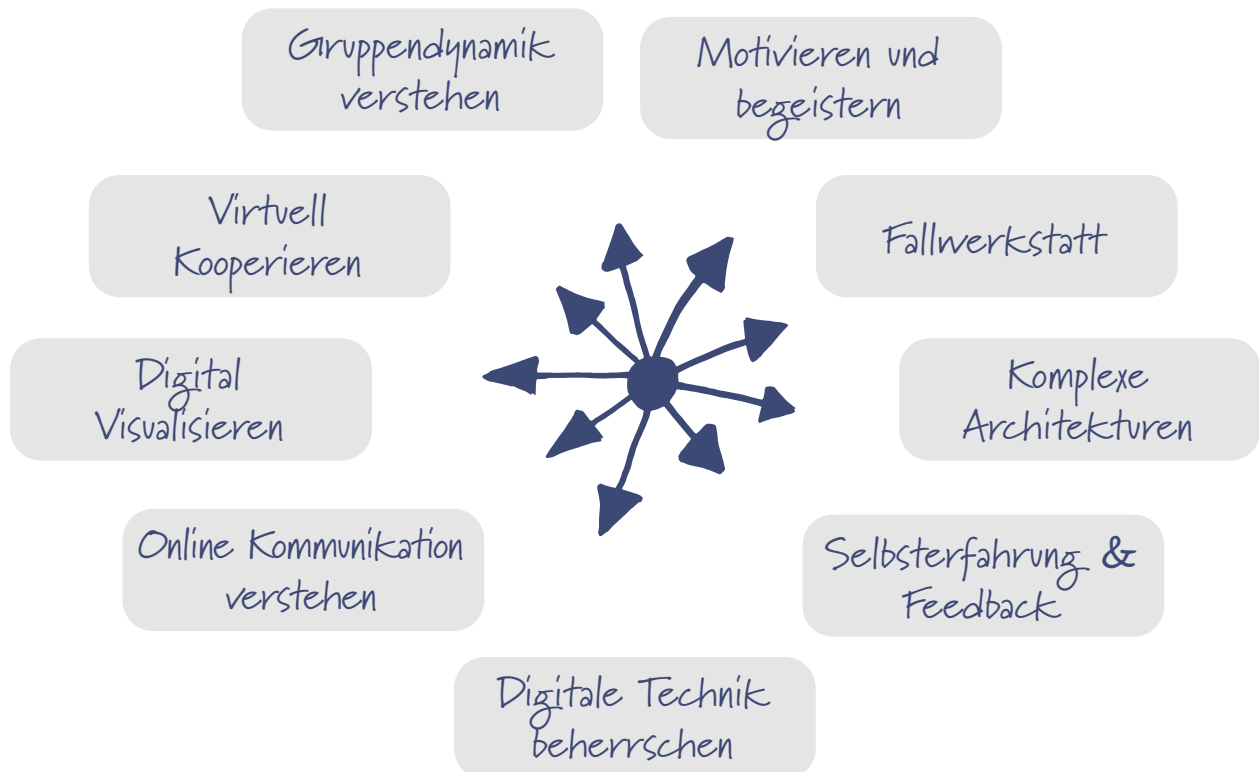 Gruppendynamik
verstehen
Motivieren und
begeistern
Virtuell
Kooperieren
Fallwerkstatt
Digital
Visualisieren
Komplexe
Architekturen
Online Kommunikation
verstehen
Selbsterfahrung &
Feedback
Digitale Technik
beherrschen